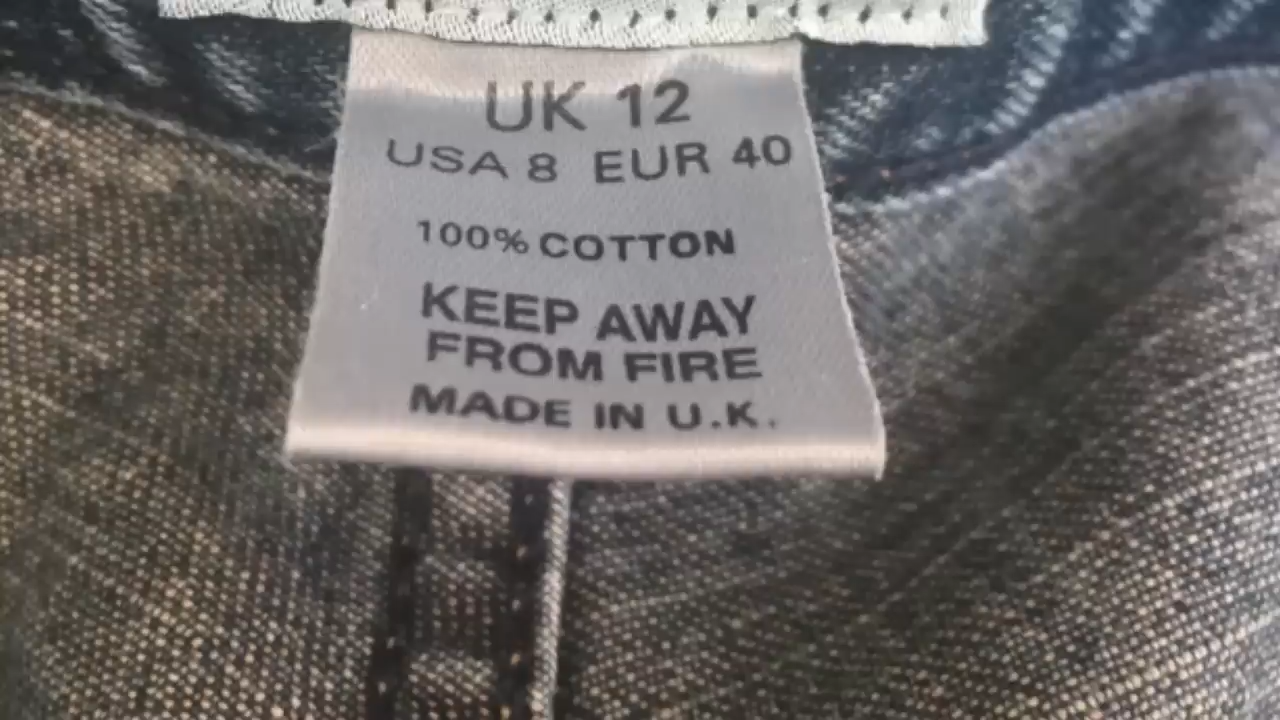 UK 12
USA 8 EUR 40
100% COTTON
KEEP AWAY
FROM FIRE
MADE IN U.K.